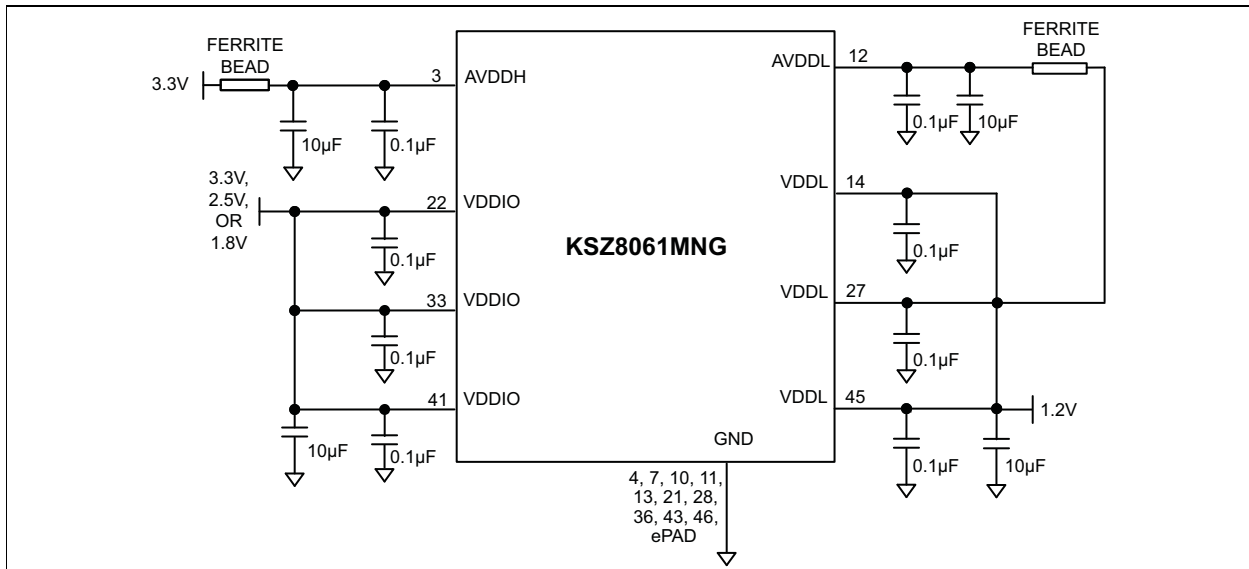 FERRITE
BEAD
3.3V
3
AVDDH
10µF
0.1µF
3.3V,
2.5V,
OR
1.8V
22
VDDIO
0.1µF
33
VDDIO
0.1µF
41
VDDIO
10µF
0.1µF
KSZ8061MNG
GND
4, 7, 10, 11,
13, 21, 28,
36, 43, 46,
ePAD
FERRITE
BEAD
AVDDL
12
0.1µF
10µF
VDDL
14
0.1µF
VDDL
27
0.1µF
VDDL
45
1.2V
0.1µF
10µF